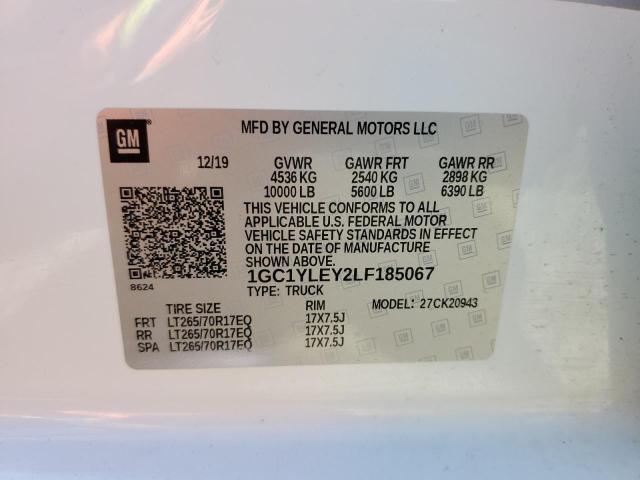 GM
MFD BY GENERAL MOTORS LLC
12/19 GVWR GAWR FRT GAWR RR
4536 KG 2540 KG 2898 KG
10000 LB 5600 LB 6390 LB
THIS VEHICLE CONFORMS TO ALL
APPLICABLE U.S. FEDERAL MOTOR
VEHICLE SAFETY STANDARDS IN EFFECT
ON THE DATE OF MANUFACTURE
SHOWN ABOVE.
1GC1YLEY2LF185067
8624
TYPE: TRUCK MODEL: 27CK20943
TIRE SIZE RIM
FRT LT265/70R17EQ 17X7.5J
RR LT265/70R17EQ 17X7.5J
SPA LT265/70R17EQ 17X7.5J